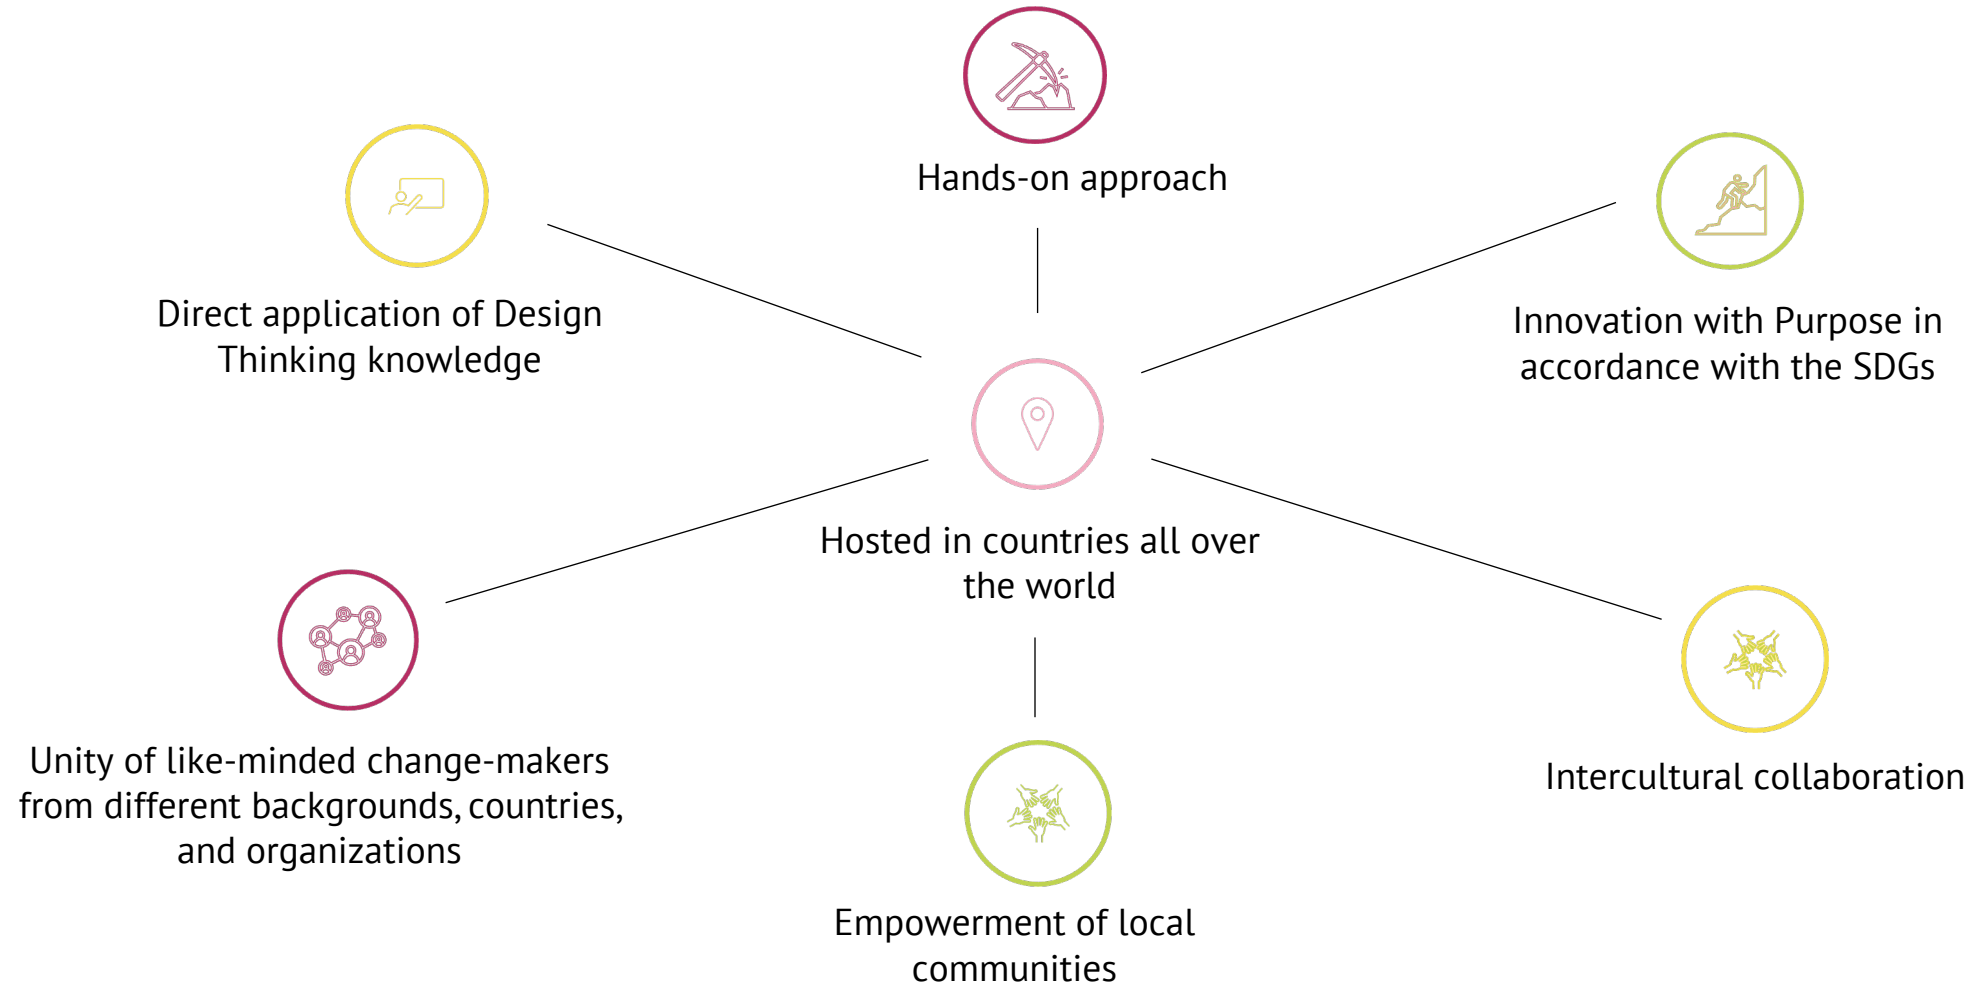 Hands-on approach
Direct application of Design
Thinking knowledge
Innovation with Purpose in
accordance with the SDGs
Hosted in countries all over
the world
Unity of like-minded change-makers
from different backgrounds, countries,
and organizations
Intercultural collaboration
Empowerment of local
communities